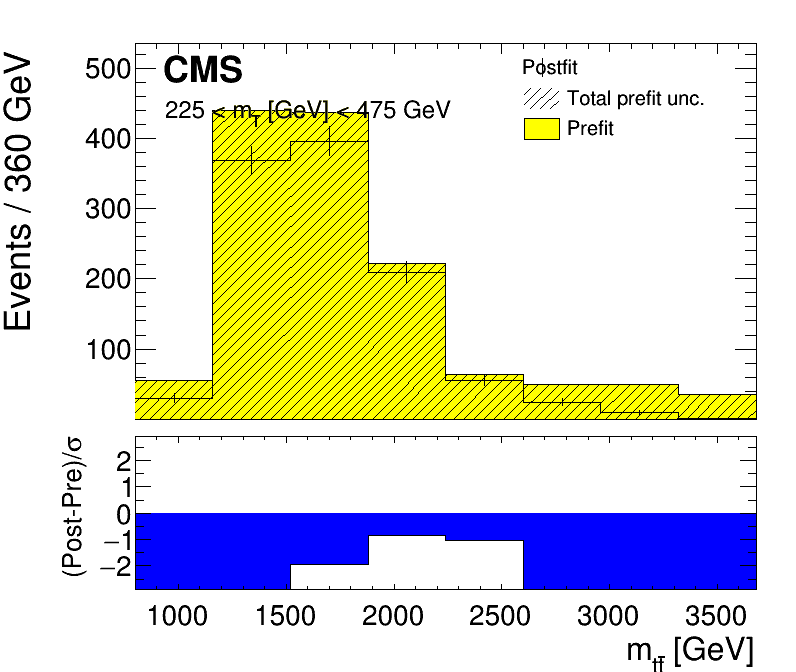 CMS
225 < m_T [GeV] < 475 GeV
Postfit
Total prefit unc.
Prefit
Events / 360 GeV
500
400
300
200
100
(Post-Pre)/σ
2
1
0
−1
−2
1000 1500 2000 2500 3000 3500
m_tt̄ [GeV]